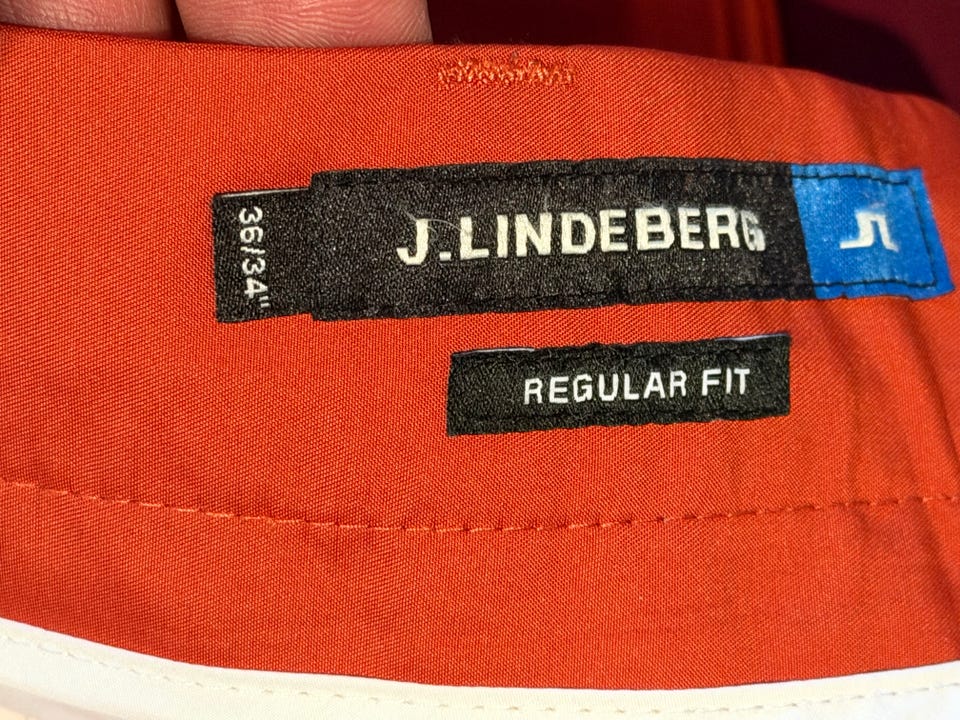 36/34"
J.LINDEBERG
REGULAR FIT